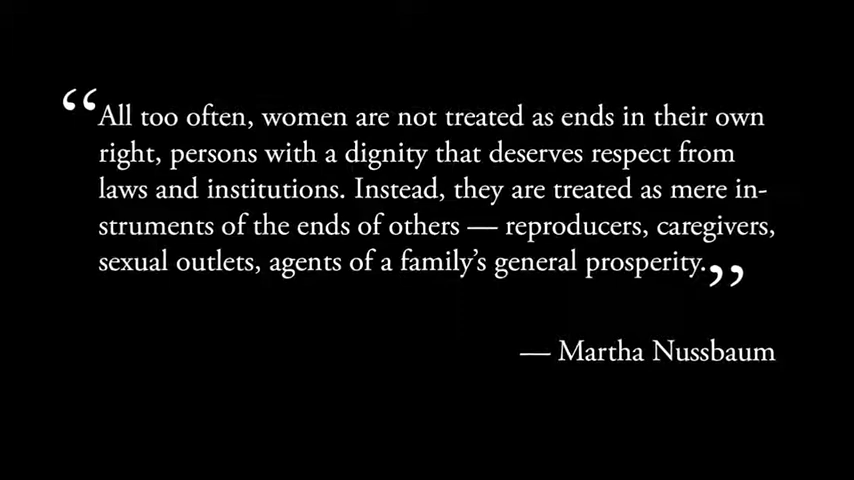 “All too often, women are not treated as ends in their own
right, persons with a dignity that deserves respect from
laws and institutions. Instead, they are treated as mere in-
struments of the ends of others — reproducers, caregivers,
sexual outlets, agents of a family’s general prosperity.”
— Martha Nussbaum